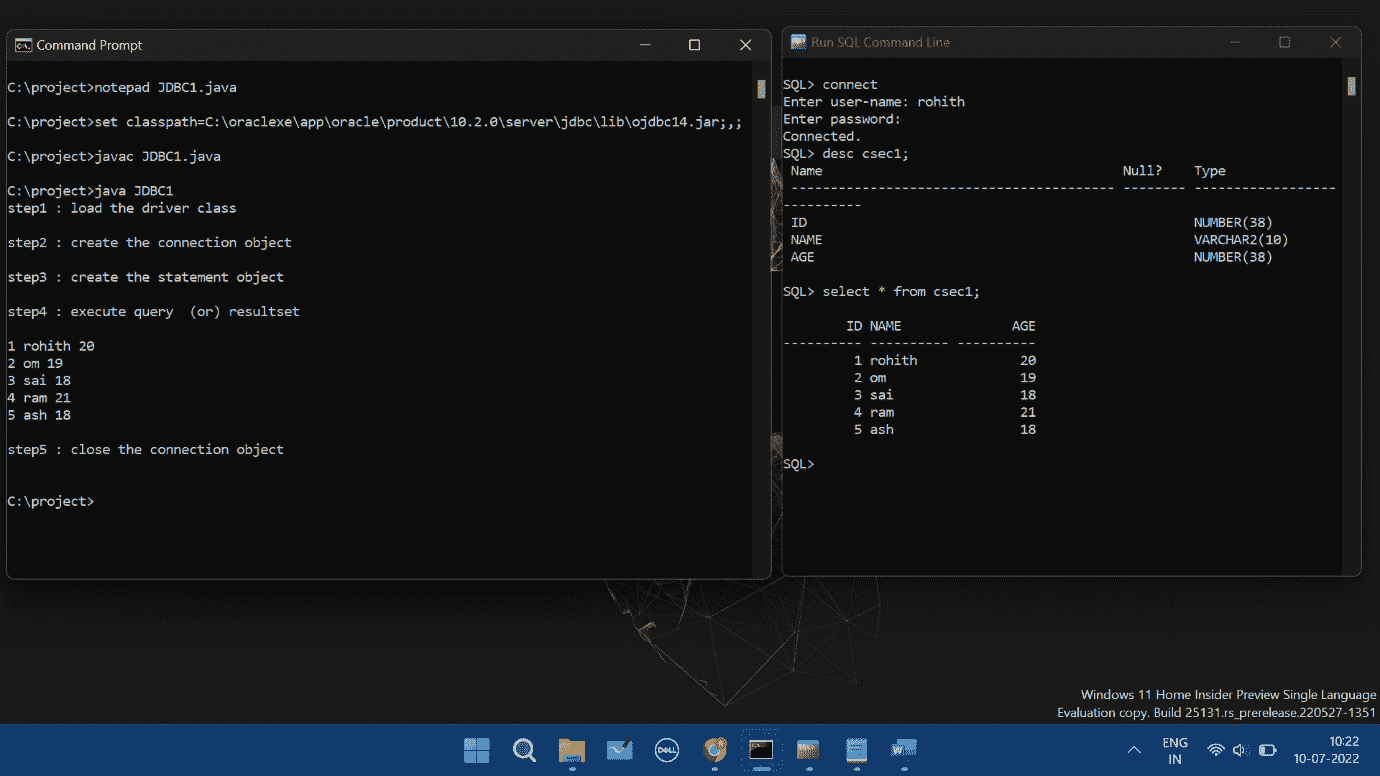 Command Prompt
C:\project>notepad JDBC1.java
C:\project>set classpath=C:\oraclexe\app\oracle\product\10.2.0\server\jdbc\lib\ojdbc14.jar;,;
C:\project>javac JDBC1.java
C:\project>java JDBC1
step1 : load the driver class
step2 : create the connection object
step3 : create the statement object
step4 : execute query  (or) resultset
1 rohith 20
2 om 19
3 sai 18
4 ram 21
5 ash 18
step5 : close the connection object
C:\project>
Run SQL Command Line
SQL> connect
Enter user-name: rohith
Enter password:
Connected.
SQL> desc csec1;
Name Null? Type
----------------------------------------- -------- ------------------
----------
ID NUMBER(38)
NAME VARCHAR2(10)
AGE NUMBER(38)
SQL> select * from csec1;
ID NAME AGE
---------- ---------- ----------
1 rohith 20
2 om 19
3 sai 18
4 ram 21
5 ash 18
SQL>
Windows 11 Home Insider Preview Single Language
Evaluation copy. Build 25131.rs_prerelease.220527-1351
DELL
ENG
IN
10:22
10-07-2022